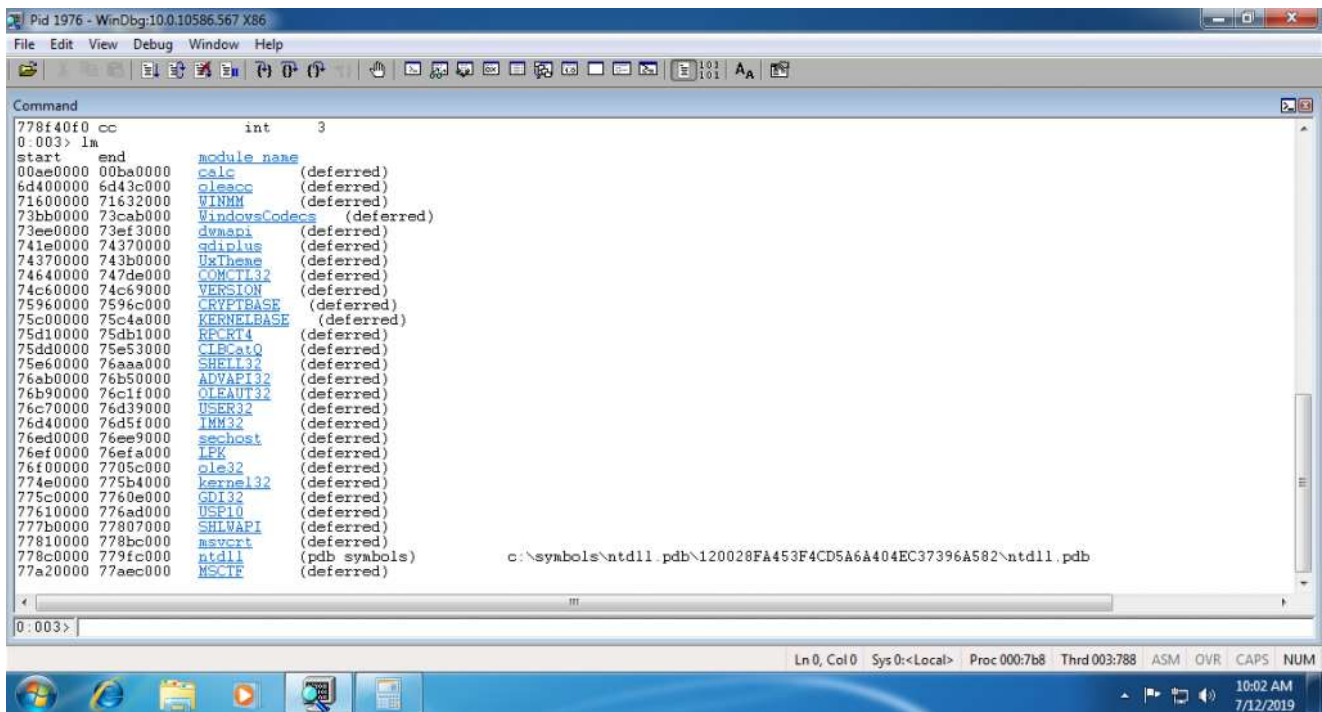 Pid 1976 - WinDbg:10.0.10586.567 X86
File Edit View Debug Window Help
Command
778f40f0 cc int 3
0:003> lm
start end module name
00ae0000 00ba0000 calc (deferred)
6d400000 6d43c000 oleacc (deferred)
71600000 71632000 WINMM (deferred)
73bb0000 73cab000 WindowsCodecs (deferred)
73ee0000 73ef3000 dwmapi (deferred)
741e0000 74370000 gdiplus (deferred)
74370000 743b0000 UxTheme (deferred)
74640000 747de000 COMCTL32 (deferred)
74c60000 74c69000 VERSION (deferred)
75960000 7596c000 CRYPTBASE (deferred)
75c00000 75c4a000 KERNELBASE (deferred)
75d10000 75db1000 RPCRT4 (deferred)
75dd0000 75e53000 CLBCatQ (deferred)
75e60000 76aaa000 SHELL32 (deferred)
76ab0000 76b50000 ADVAPI32 (deferred)
76b90000 76c1f000 OLEAUT32 (deferred)
76c70000 76d39000 USER32 (deferred)
76d40000 76d5f000 IMM32 (deferred)
76ed0000 76ee9000 sechost (deferred)
76ef0000 76efa000 LPK (deferred)
76f00000 7705c000 ole32 (deferred)
774e0000 775b4000 kernel32 (deferred)
775c0000 7760e000 GDI32 (deferred)
77610000 776ad000 USP10 (deferred)
777b0000 77807000 SHLWAPI (deferred)
77810000 778bc000 msvcrt (deferred)
778c0000 779fc000 ntdll (pdb symbols) c:\symbols\ntdll.pdb\120028FA453F4CD5A6A404EC37396A582\ntdll.pdb
77a20000 77aec000 MSCTF (deferred)
0:003>
Ln 0, Col 0 Sys 0:<Local> Proc 000:7b8 Thrd 003:788 ASM OVR CAPS NUM
10:02 AM
7/12/2019